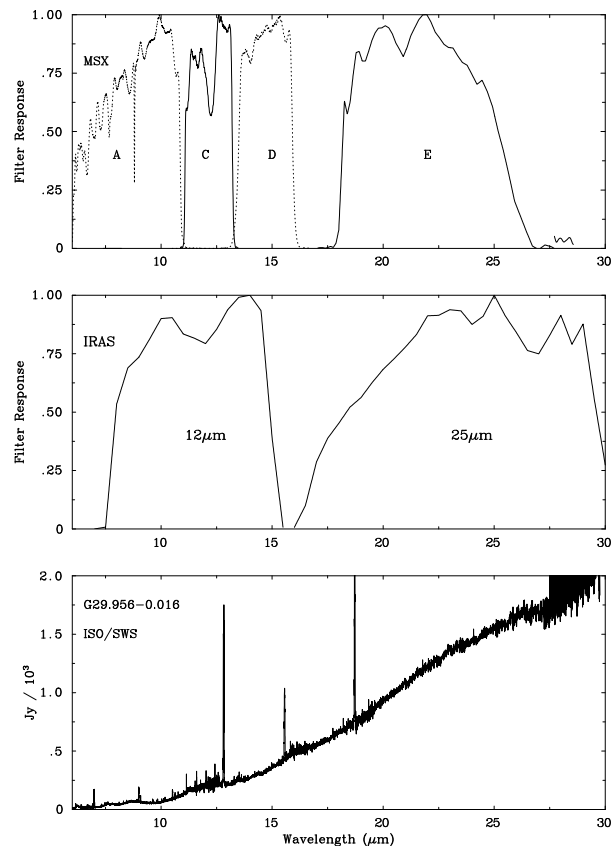 1.00
.75
.50
.25
0
Filter Response
MSX
A
C
D
E
10
15
20
25
30
1.00
.75
.50
.25
0
Filter Response
IRAS
12μm
25μm
10
15
20
25
30
2.0
1.5
1.0
.5
0
Jy / 10³
G29.956−0.016
ISO/SWS
10
15
20
25
30
Wavelength (μm)